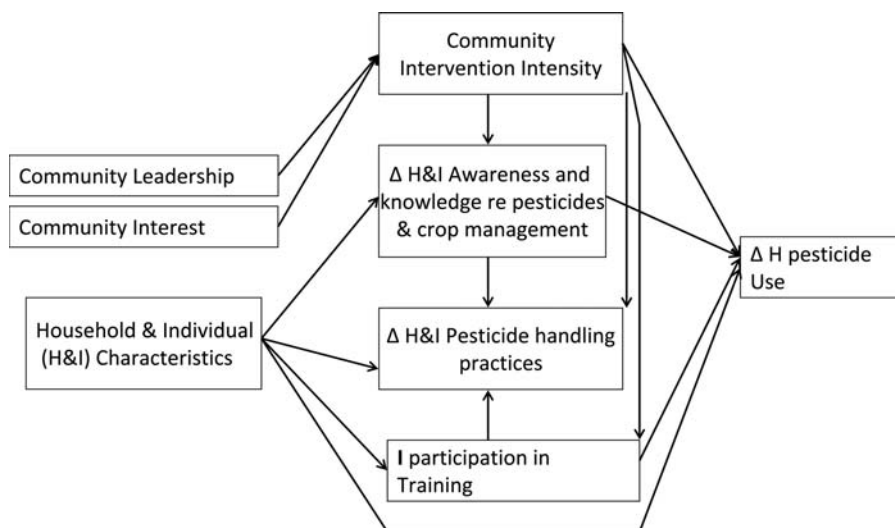 Community
Intervention Intensity
Community Leadership
Community Interest
Δ H&I Awareness and
knowledge re pesticides
& crop management
Δ H pesticide
Use
Household & Individual
(H&I) Characteristics
Δ H&I Pesticide handling
practices
I participation in
Training